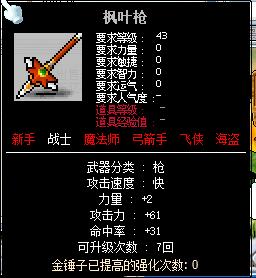 枫叶枪
要求等级： 43
要求力量： 0
要求敏捷： 0
要求智力： 0
要求运气： 0
要求人气度： -
道具等级： -
道具经验值： -
新手 战士 魔法师 弓箭手 飞侠 海盗
武器分类 : 枪
攻击速度 : 快
力量 : +2
攻击力 : +61
命中率 : +31
可升级次数 : 7回
金锤子已提高的强化次数: 0